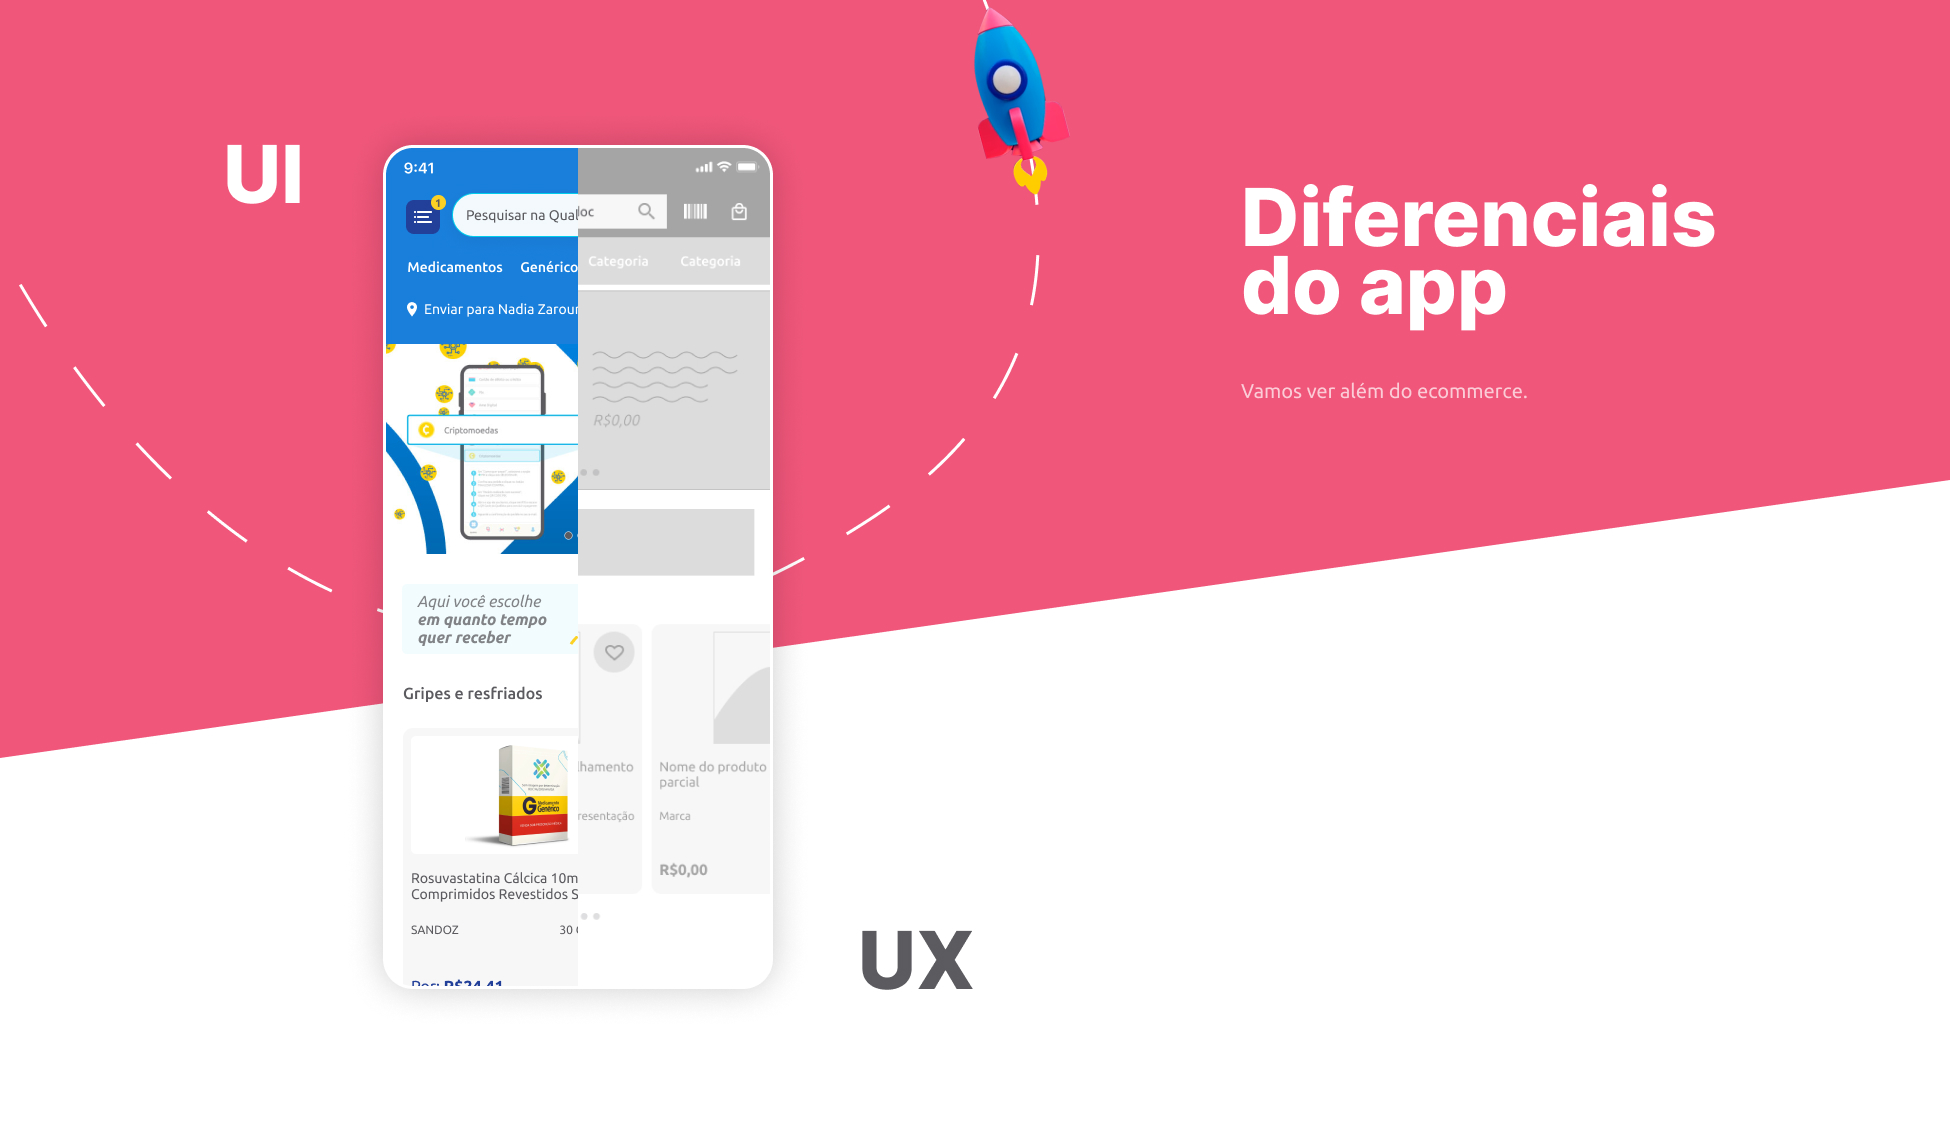 UI
9:41
1
Pesquisar na Qual
loc
Medicamentos Genérico
Categoria Categoria
Enviar para Nadia Zarour
Criptomoedas
R$0,00
Aqui você escolhe
em quanto tempo
quer receber
Gripes e resfriados
G Medicamento
Genérico
Rosuvastatina Cálcica 10m
Comprimidos Revestidos S
SANDOZ 30
Por: R$24,41
lhamento
resentação
Nome do produto
parcial
Marca
R$0,00
UX
Diferenciais
do app
Vamos ver além do ecommerce.